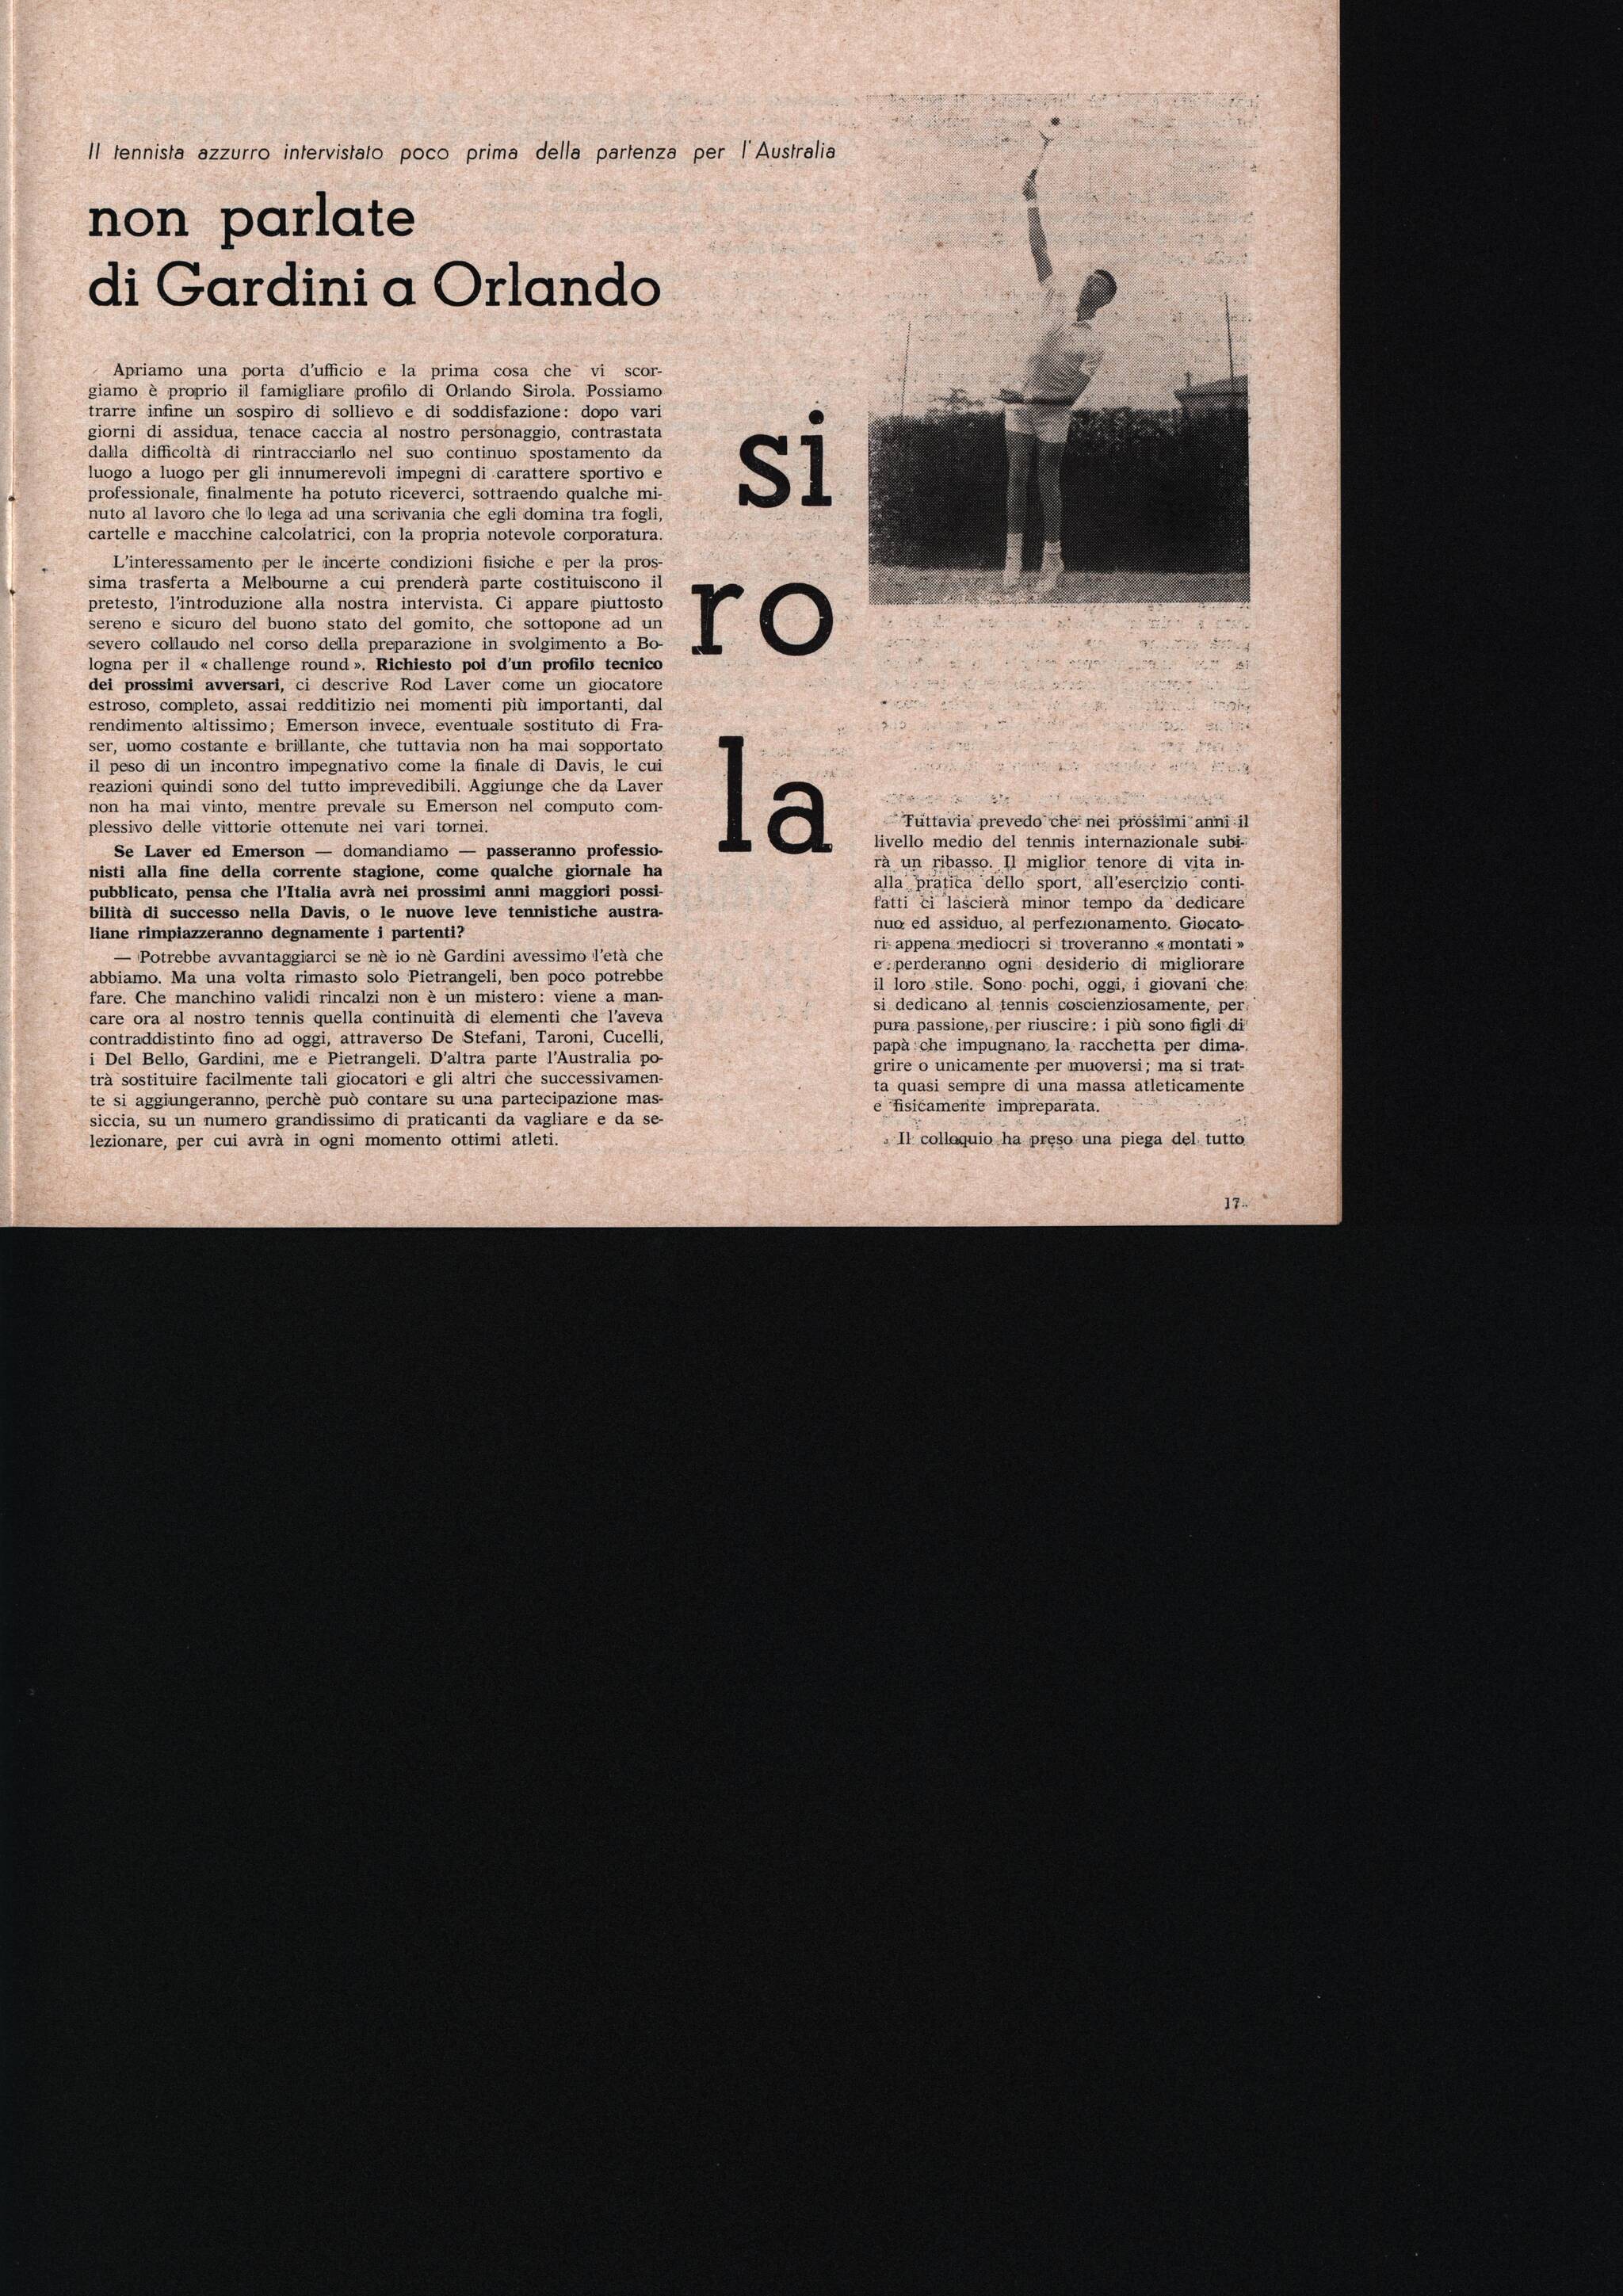 Il tennista azzurro intervistato poco prima della partenza per l'Australia
non parlate
di Gardini a Orlando
si
ro
la
Apriamo una porta d'ufficio e la prima cosa che vi scor-
giamo è proprio il famigliare profilo di Orlando Sirola. Possiamo
trarre infine un sospiro di sollievo e di soddisfazione: dopo vari
giorni di assidua, tenace caccia al nostro personaggio, contrastata
dalla difficoltà di rintracciarlo nel suo continuo spostamento da
luogo a luogo per gli innumerevoli impegni di carattere sportivo e
professionale, finalmente ha potuto riceverci, sottraendo qualche mi-
nuto al lavoro che lo lega ad una scrivania che egli domina tra fogli,
cartelle e macchine calcolatrici, con la propria notevole corporatura.
L'interessamento per le incerte condizioni fisiche e per la pros-
sima trasferta a Melbourne a cui prenderà parte costituiscono il
pretesto, l'introduzione alla nostra intervista. Ci appare piuttosto
sereno e sicuro del buono stato del gomito, che sottopone ad un
severo collaudo nel corso della preparazione in svolgimento a Bo-
logna per il « challenge round ». Richiesto poi d'un profilo tecnico
dei prossimi avversari, ci descrive Rod Laver come un giocatore
estroso, completo, assai redditizio nei momenti più importanti, dal
rendimento altissimo; Emerson invece, eventuale sostituto di Fra-
ser, uomo costante e brillante, che tuttavia non ha mai sopportato
il peso di un incontro impegnativo come la finale di Davis, le cui
reazioni quindi sono del tutto imprevedibili. Aggiunge che da Laver
non ha mai vinto, mentre prevale su Emerson nel computo com-
plessivo delle vittorie ottenute nei vari tornei.
Se Laver ed Emerson — domandiamo — passeranno professio-
nisti alla fine della corrente stagione, come qualche giornale ha
pubblicato, pensa che l'Italia avrà nei prossimi anni maggiori possi-
bilità di successo nella Davis, o le nuove leve tennistiche austra-
liane rimpiazzeranno degnamente i partenti?
— Potrebbe avvantaggiarci se nè io nè Gardini avessimo l'età che
abbiamo. Ma una volta rimasto solo Pietrangeli, ben poco potrebbe
fare. Che manchino validi rincalzi non è un mistero: viene a man-
care ora al nostro tennis quella continuità di elementi che l'aveva
contraddistinto fino ad oggi, attraverso De Stefani, Taroni, Cucelli,
i Del Bello, Gardini, me e Pietrangeli. D'altra parte l'Australia po-
trà sostituire facilmente tali giocatori e gli altri che successivamen-
te si aggiungeranno, perchè può contare su una partecipazione mas-
siccia, su un numero grandissimo di praticanti da vagliare e da se-
lezionare, per cui avrà in ogni momento ottimi atleti.
Tuttavia prevedo che nei prossimi anni il
livello medio del tennis internazionale subi-
rà un ribasso. Il miglior tenore di vita in-
alla pratica dello sport, all'esercizio conti-
fatti ci lascierà minor tempo da dedicare
nuo ed assiduo, al perfezionamento. Giocato-
ri appena mediocri si troveranno « montati »
e perderanno ogni desiderio di migliorare
il loro stile. Sono pochi, oggi, i giovani che
si dedicano al tennis coscienziosamente, per
pura passione, per riuscire: i più sono figli di
papà che impugnano la racchetta per dima-
grire o unicamente per muoversi; ma si trat-
ta quasi sempre di una massa atleticamente
e fisicamente impreparata.
Il colloquio ha preso una piega del tutto
17